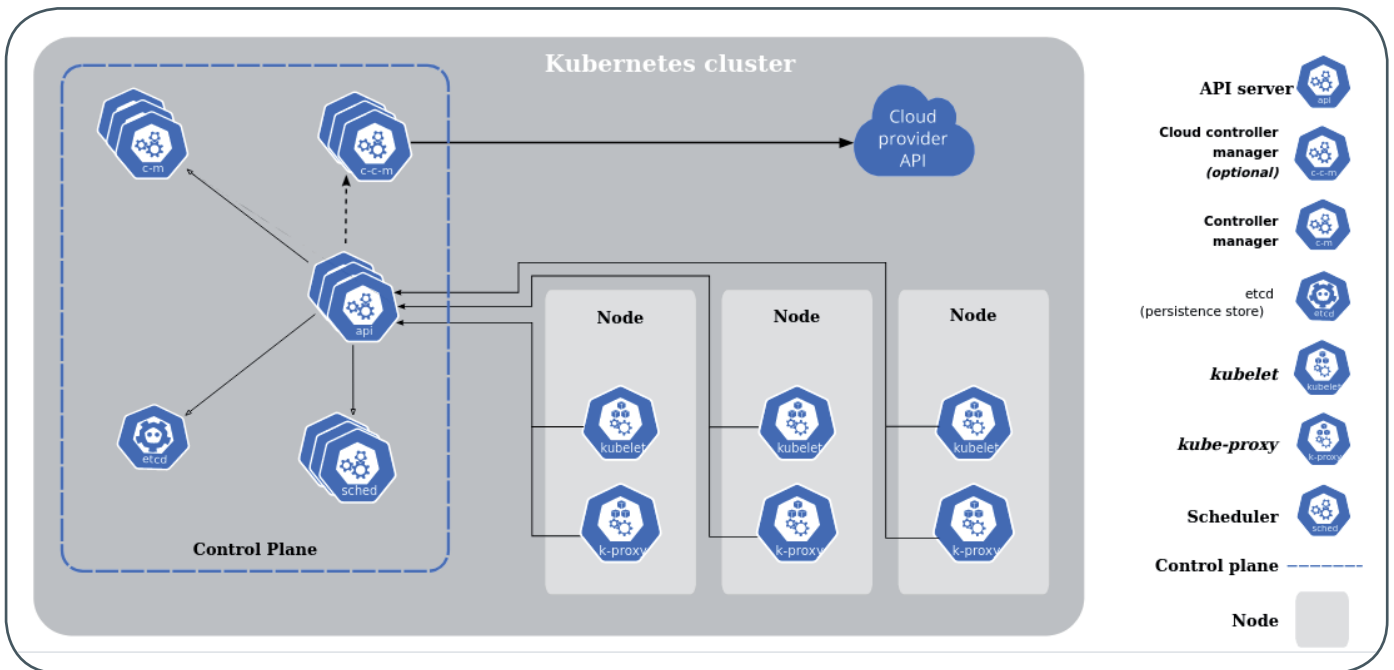 Kubernetes cluster
c-m
c-c-m
Cloud
provider
API
api
etcd
sched
Control Plane
Node
kubelet
k-proxy
Node
kubelet
k-proxy
Node
kubelet
k-proxy
API server
api
Cloud controller
manager
(optional)
c-c-m
Controller
manager
c-m
etcd
(persistence store)
etcd
kubelet
kubelet
kube-proxy
k-proxy
Scheduler
sched
Control plane
Node